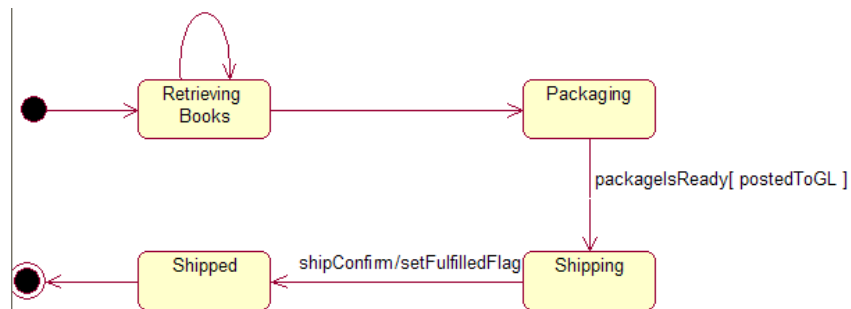 Retrieving
Books
Packaging
packageIsReady[ postedToGL ]
Shipped
shipConfirm/setFulfilledFlag
Shipping